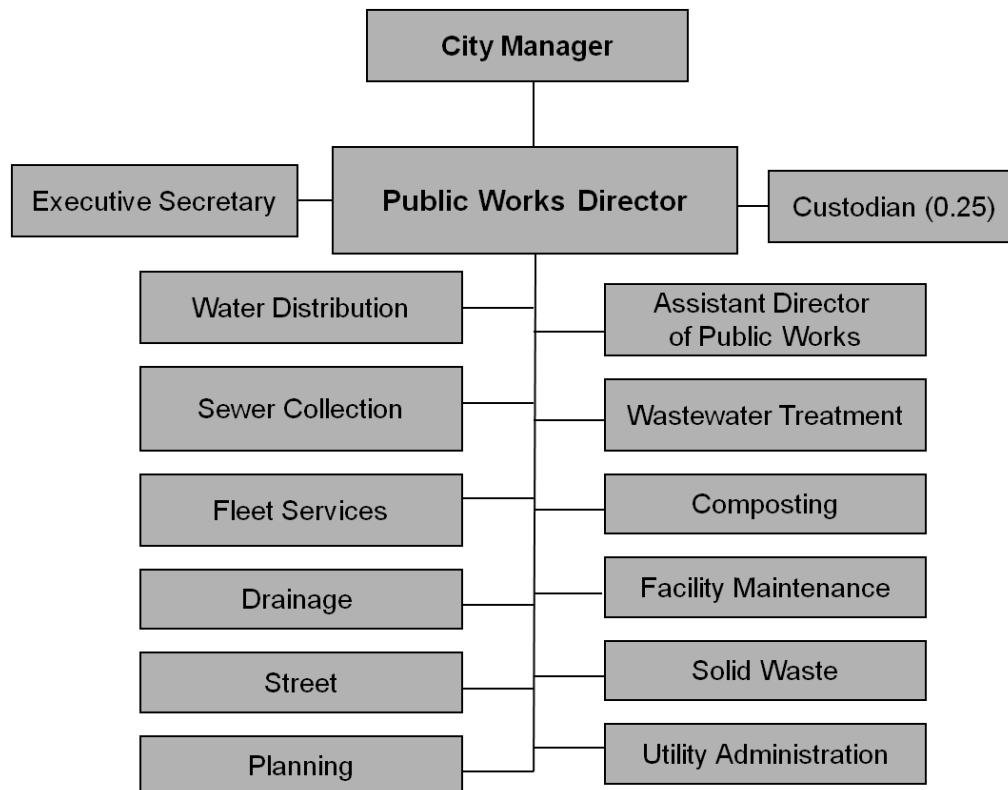 City Manager
Executive Secretary
Public Works Director
Custodian (0.25)
Water Distribution
Assistant Director
of Public Works
Sewer Collection
Wastewater Treatment
Fleet Services
Composting
Drainage
Facility Maintenance
Street
Solid Waste
Planning
Utility Administration